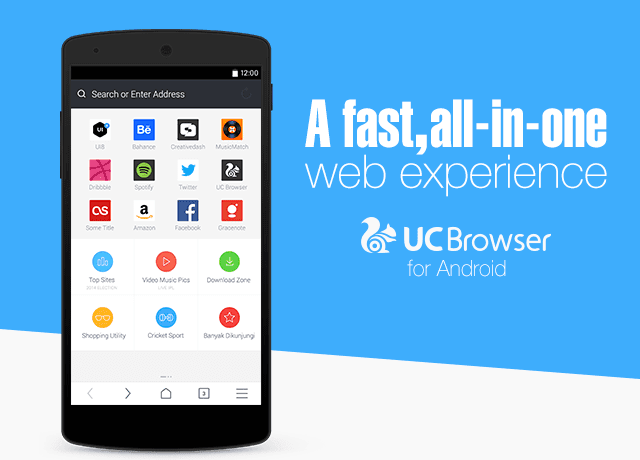 12:00
Search or Enter Address
UI8
Bahance
Creativedash
MusicMatch
Dribbble
Spotify
Twitter
UC Browser
Some Title
Amazon
Facebook
Gracenote
Top Sites
Video Music Pics
Download Zone
Shopping Utility
Cricket Sport
Banyak Dikunjungi
3
A fast,all-in-one
web experience
UC Browser
for Android